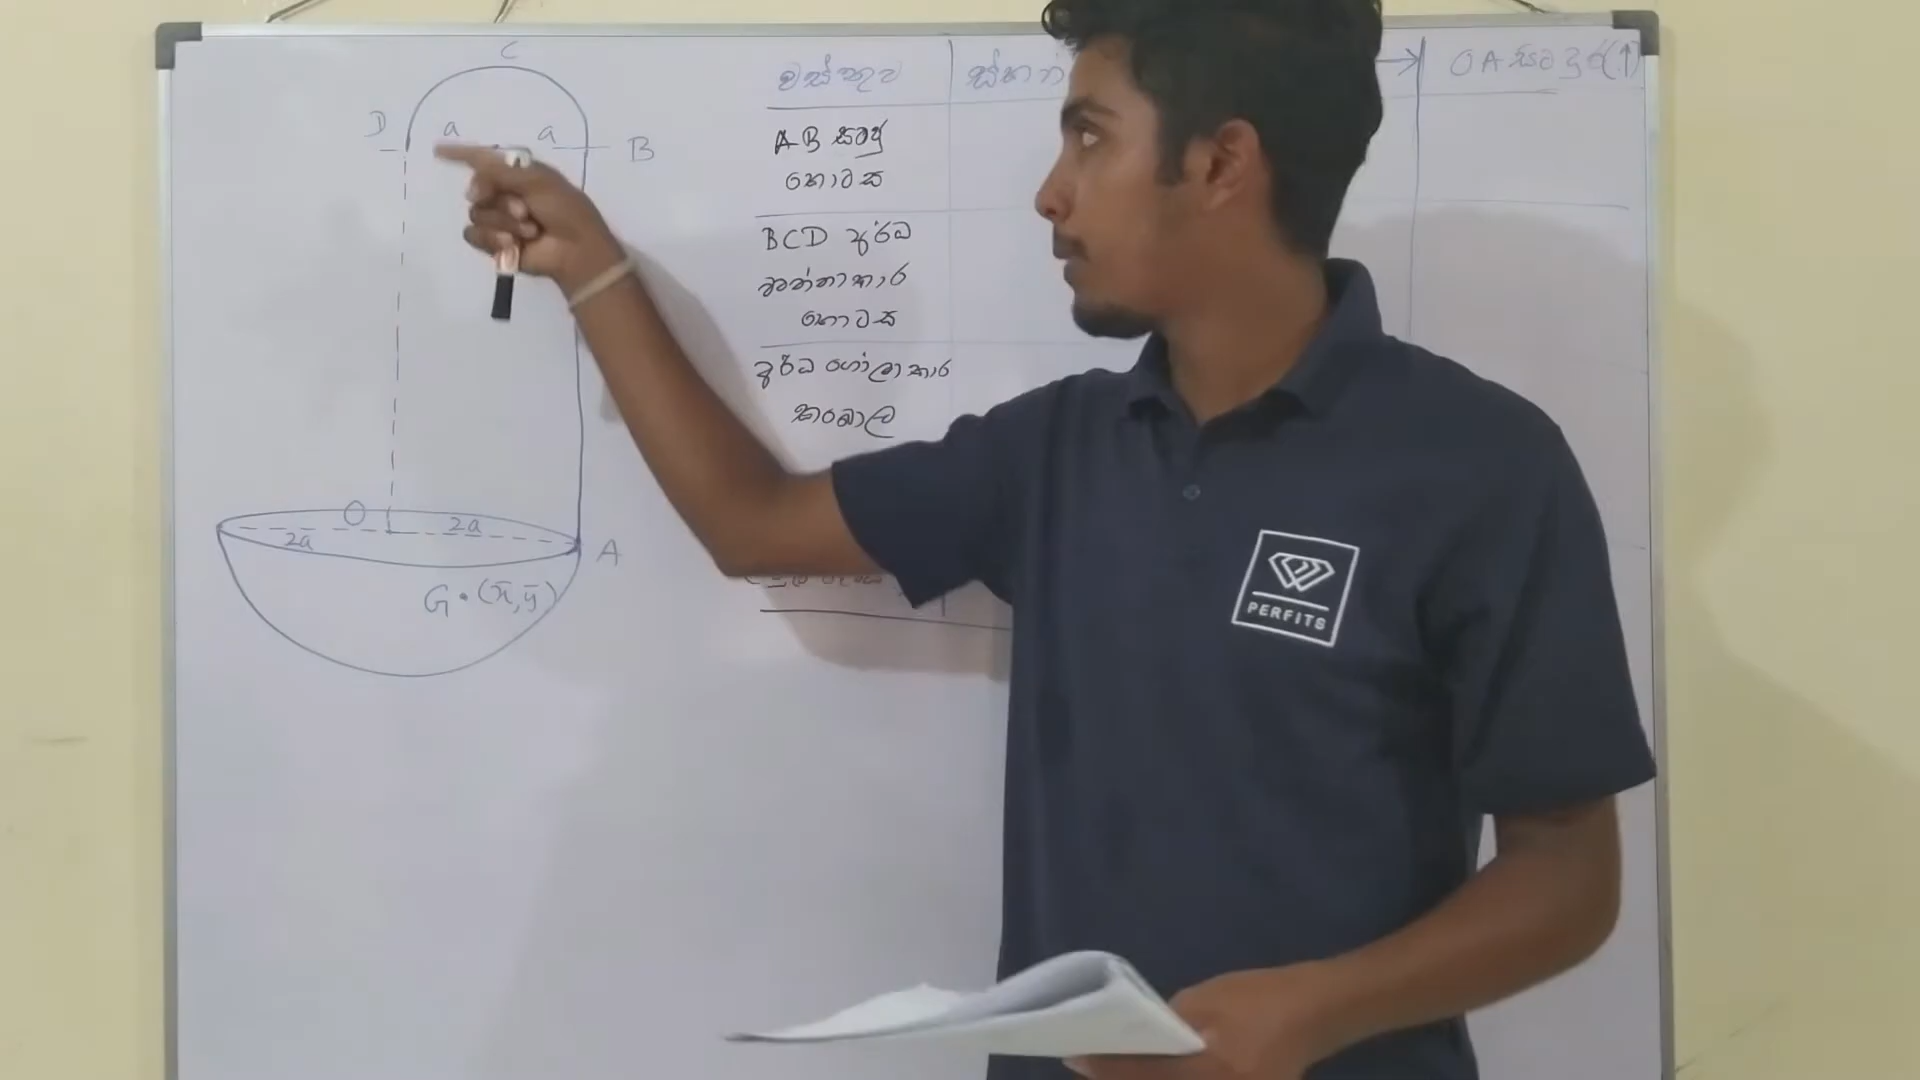 C
D
a
a
B
O
2a
2a
A
G • (x̄, ȳ)
වස්තුව
OA සිට දුර(↑)
AB සෘජු
කොටස
BCD අර්ධ
වෘත්තාකාර
කොටස
අර්ධ ගෝලාකාර
කබොල
PERFITS